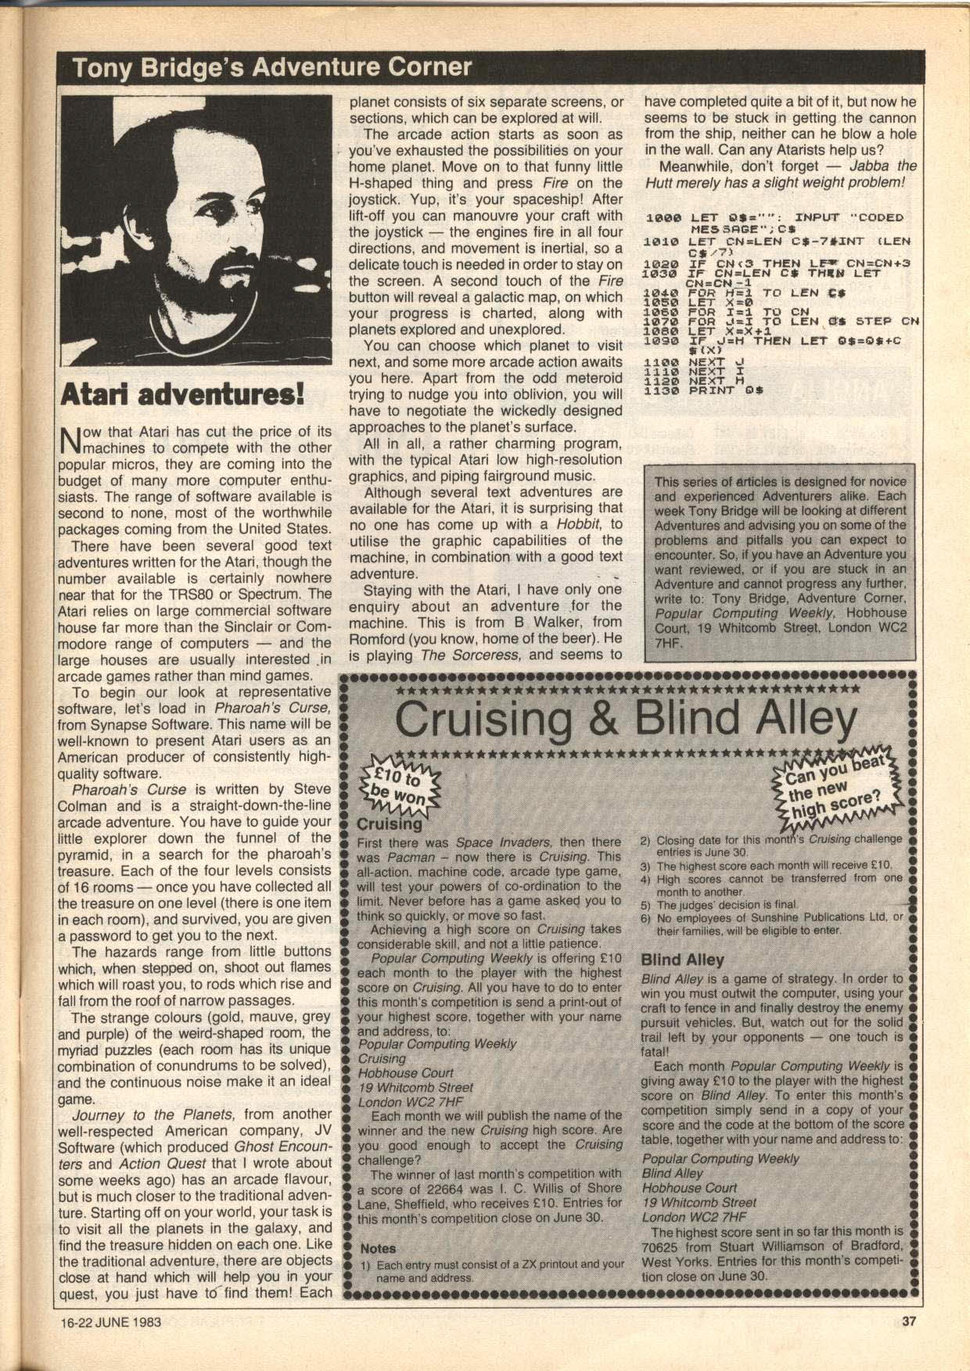 Tony Bridge's Adventure Corner
Atari adventures!
Now that Atari has cut the price of its
machines to compete with the other
popular micros, they are coming into the
budget of many more computer enthu-
siasts. The range of software available is
second to none, most of the worthwhile
packages coming from the United States.
There have been several good text
adventures written for the Atari, though the
number available is certainly nowhere
near that for the TRS80 or Spectrum. The
Atari relies on large commercial software
house far more than the Sinclair or Com-
modore range of computers — and the
large houses are usually interested in
arcade games rather than mind games.
To begin our look at representative
software, let's load in Pharoah's Curse,
from Synapse Software. This name will be
well-known to present Atari users as an
American producer of consistently high-
quality software.
Pharoah's Curse is written by Steve
Colman and is a straight-down-the-line
arcade adventure. You have to guide your
little explorer down the funnel of the
pyramid, in a search for the pharoah's
treasure. Each of the four levels consists
of 16 rooms — once you have collected all
the treasure on one level (there is one item
in each room), and survived, you are given
a password to get you to the next.
The hazards range from little buttons
which, when stepped on, shoot out flames
which will roast you, to rods which rise and
fall from the roof of narrow passages.
The strange colours (gold, mauve, grey
and purple) of the weird-shaped room, the
myriad puzzles (each room has its unique
combination of conundrums to be solved),
and the continuous noise make it an ideal
game.
Journey to the Planets, from another
well-respected American company, JV
Software (which produced Ghost Encoun-
ters and Action Quest that I wrote about
some weeks ago) has an arcade flavour,
but is much closer to the traditional adven-
ture. Starting off on your world, your task is
to visit all the planets in the galaxy, and
find the treasure hidden on each one. Like
the traditional adventure, there are objects
close at hand which will help you in your
quest, you just have to find them! Each
planet consists of six separate screens, or
sections, which can be explored at will.
The arcade action starts as soon as
you've exhausted the possibilities on your
home planet. Move on to that funny little
H-shaped thing and press Fire on the
joystick. Yup, it's your spaceship! After
lift-off you can manouvre your craft with
the joystick — the engines fire in all four
directions, and movement is inertial, so a
delicate touch is needed in order to stay on
the screen. A second touch of the Fire
button will reveal a galactic map, on which
your progress is charted, along with
planets explored and unexplored.
You can choose which planet to visit
next, and some more arcade action awaits
you here. Apart from the odd meteroid
trying to nudge you into oblivion, you will
have to negotiate the wickedly designed
approaches to the planet's surface.
All in all, a rather charming program,
with the typical Atari low high-resolution
graphics, and piping fairground music.
Although several text adventures are
available for the Atari, it is surprising that
no one has come up with a Hobbit, to
utilise the graphic capabilities of the
machine, in combination with a good text
adventure.
Staying with the Atari, I have only one
enquiry about an adventure for the
machine. This is from B Walker, from
Romford (you know, home of the beer). He
is playing The Sorceress, and seems to
have completed quite a bit of it, but now he
seems to be stuck in getting the cannon
from the ship, neither can he blow a hole
in the wall. Can any Atarists help us?
Meanwhile, don't forget — Jabba the
Hutt merely has a slight weight problem!
1000 LET Q$="": INPUT "CODED
MESSAGE";C$
1010 LET CN=LEN C$-7*INT (LEN
C$/7)
1020 IF CN<3 THEN LET CN=CN+3
1030 IF CN=LEN C$ THEN LET
CN=CN-1
1040 FOR H=1 TO LEN C$
1050 LET X=0
1060 FOR I=1 TO CN
1070 FOR J=I TO LEN C$ STEP CN
1080 LET X=X+1
1090 IF J=H THEN LET Q$=Q$+C
$(X)
1100 NEXT J
1110 NEXT I
1120 NEXT H
1130 PRINT Q$
This series of articles is designed for novice
and experienced Adventurers alike. Each
week Tony Bridge will be looking at different
Adventures and advising you on some of the
problems and pitfalls you can expect to
encounter. So, if you have an Adventure you
want reviewed, or if you are stuck in an
Adventure and cannot progress any further,
write to: Tony Bridge, Adventure Corner,
Popular Computing Weekly, Hobhouse
Court, 19 Whitcomb Street, London WC2
7HF.
Cruising & Blind Alley
£10 to
be won
Can you beat
the new
high score?
Cruising
First there was Space Invaders, then there
was Pacman – now there is Cruising. This
all-action, machine code, arcade type game,
will test your powers of co-ordination to the
limit. Never before has a game asked you to
think so quickly, or move so fast.
Achieving a high score on Cruising takes
considerable skill, and not a little patience.
Popular Computing Weekly is offering £10
each month to the player with the highest
score on Cruising. All you have to do to enter
this month's competition is send a print-out of
your highest score, together with your name
and address, to:
Popular Computing Weekly
Cruising
Hobhouse Court
19 Whitcomb Street
London WC2 7HF
Each month we will publish the name of the
winner and the new Cruising high score. Are
you good enough to accept the Cruising
challenge?
The winner of last month's competition with
a score of 22664 was I. C. Willis of Shore
Lane, Sheffield, who receives £10. Entries for
this month's competition close on June 30.
Notes
1) Each entry must consist of a ZX printout and your
name and address.
2) Closing date for this month's Cruising challenge
entries is June 30.
3) The highest score each month will receive £10.
4) High scores cannot be transferred from one
month to another.
5) The judges' decision is final.
6) No employees of Sunshine Publications Ltd, or
their families, will be eligible to enter.
Blind Alley
Blind Alley is a game of strategy. In order to
win you must outwit the computer, using your
craft to fence in and finally destroy the enemy
pursuit vehicles. But, watch out for the solid
trail left by your opponents — one touch is
fatal!
Each month Popular Computing Weekly is
giving away £10 to the player with the highest
score on Blind Alley. To enter this month's
competition simply send in a copy of your
score and the code at the bottom of the score
table, together with your name and address to:
Popular Computing Weekly
Blind Alley
Hobhouse Court
19 Whitcomb Street
London WC2 7HF
The highest score sent in so far this month is
70625 from Stuart Williamson of Bradford,
West Yorks. Entries for this month's competi-
tion close on June 30.
16-22 JUNE 1983
37